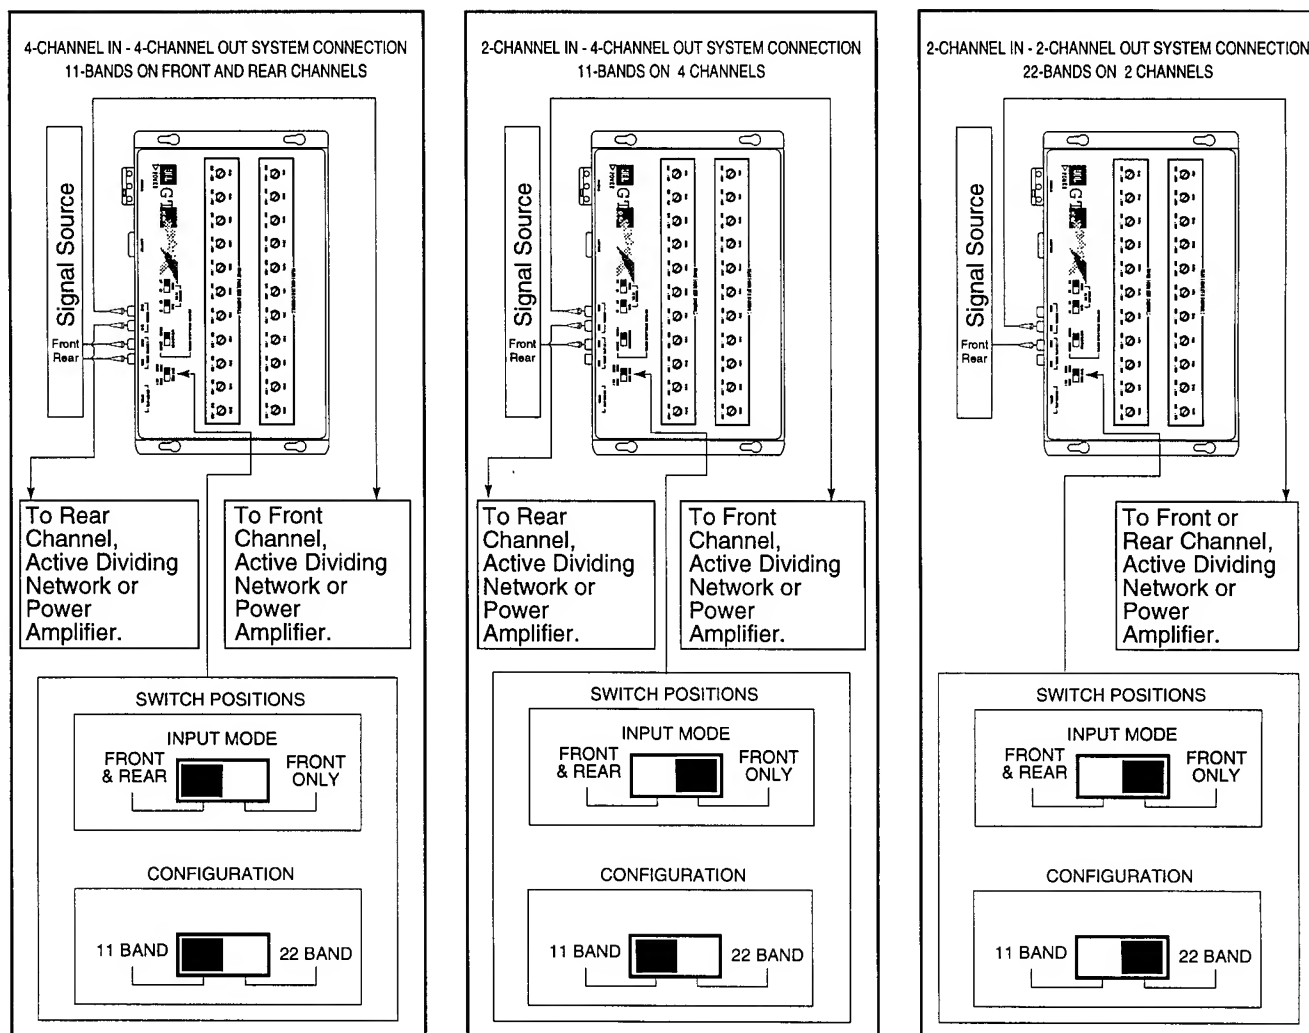 4-CHANNEL IN - 4-CHANNEL OUT SYSTEM CONNECTION
11-BANDS ON FRONT AND REAR CHANNELS
Signal Source
Front
Rear
To Rear
Channel,
Active Dividing
Network or
Power
Amplifier.
To Front
Channel,
Active Dividing
Network or
Power
Amplifier.
SWITCH POSITIONS
INPUT MODE
FRONT
& REAR
FRONT
ONLY
CONFIGURATION
11 BAND
22 BAND
2-CHANNEL IN - 4-CHANNEL OUT SYSTEM CONNECTION
11-BANDS ON 4 CHANNELS
Signal Source
Front
Rear
To Rear
Channel,
Active Dividing
Network or
Power
Amplifier.
To Front
Channel,
Active Dividing
Network or
Power
Amplifier.
SWITCH POSITIONS
INPUT MODE
FRONT
& REAR
FRONT
ONLY
CONFIGURATION
11 BAND
22 BAND
2-CHANNEL IN - 2-CHANNEL OUT SYSTEM CONNECTION
22-BANDS ON 2 CHANNELS
Signal Source
Front
Rear
To Front or
Rear Channel,
Active Dividing
Network or
Power
Amplifier.
SWITCH POSITIONS
INPUT MODE
FRONT
& REAR
FRONT
ONLY
CONFIGURATION
11 BAND
22 BAND